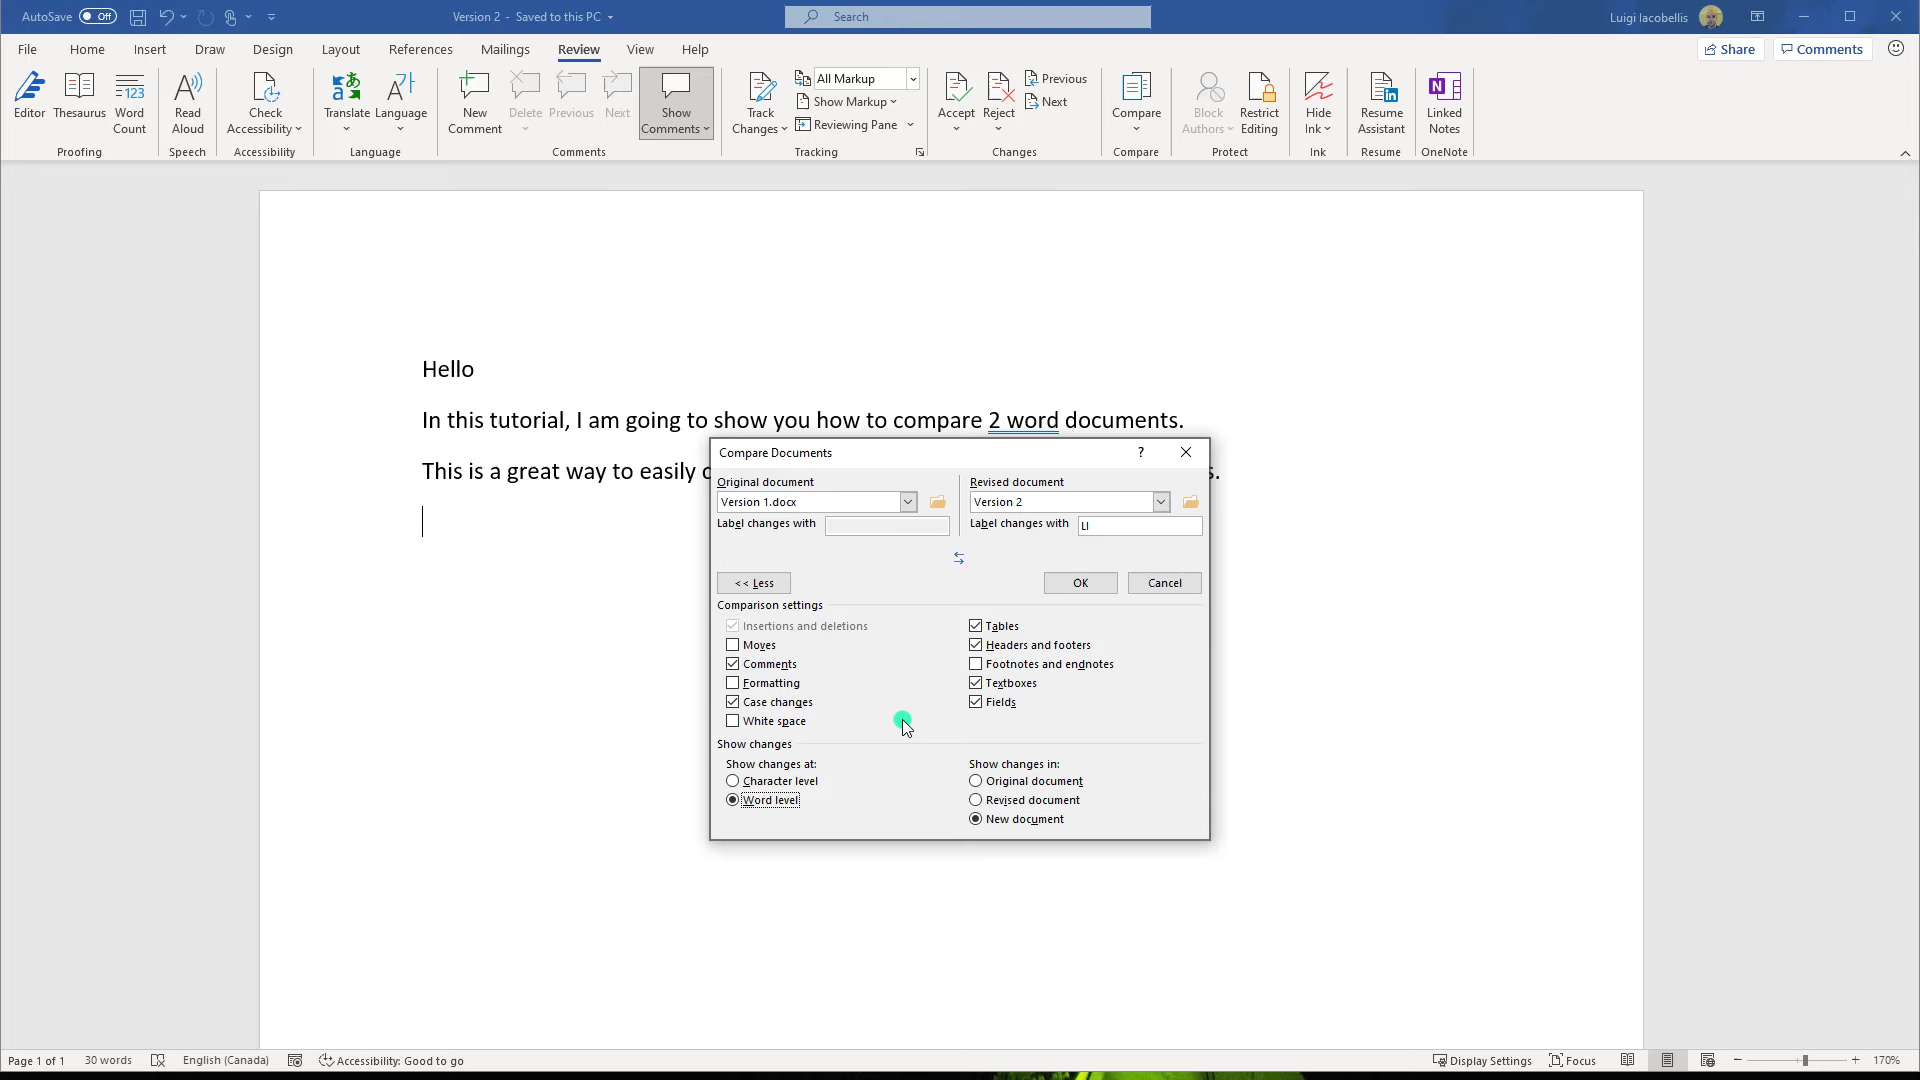 AutoSave Off Version 2 - Saved to this PC Search Luigi Iacobellis
File Home Insert Draw Design Layout References Mailings Review View Help Share Comments
Editor Thesaurus Word Count Read Aloud Check Accessibility Translate Language New Comment Delete Previous Next Show Comments Track Changes All Markup Show Markup Reviewing Pane Accept Reject Previous Next Compare Block Authors Restrict Editing Hide Ink Resume Assistant Linked Notes
Proofing Speech Accessibility Language Comments Tracking Changes Compare Protect Ink Resume OneNote
Hello
In this tutorial, I am going to show you how to compare 2 word documents.
This is a great way to easily
Compare Documents ?
Original document Revised document
Version 1.docx Version 2
Label changes with Label changes with LI
<< Less OK Cancel
Comparison settings
Insertions and deletions Tables
Moves Headers and footers
Comments Footnotes and endnotes
Formatting Textboxes
Case changes Fields
White space
Show changes
Show changes at: Show changes in:
Character level Original document
Word level Revised document
New document
Page 1 of 1 30 words English (Canada) Accessibility: Good to go Display Settings Focus 170%